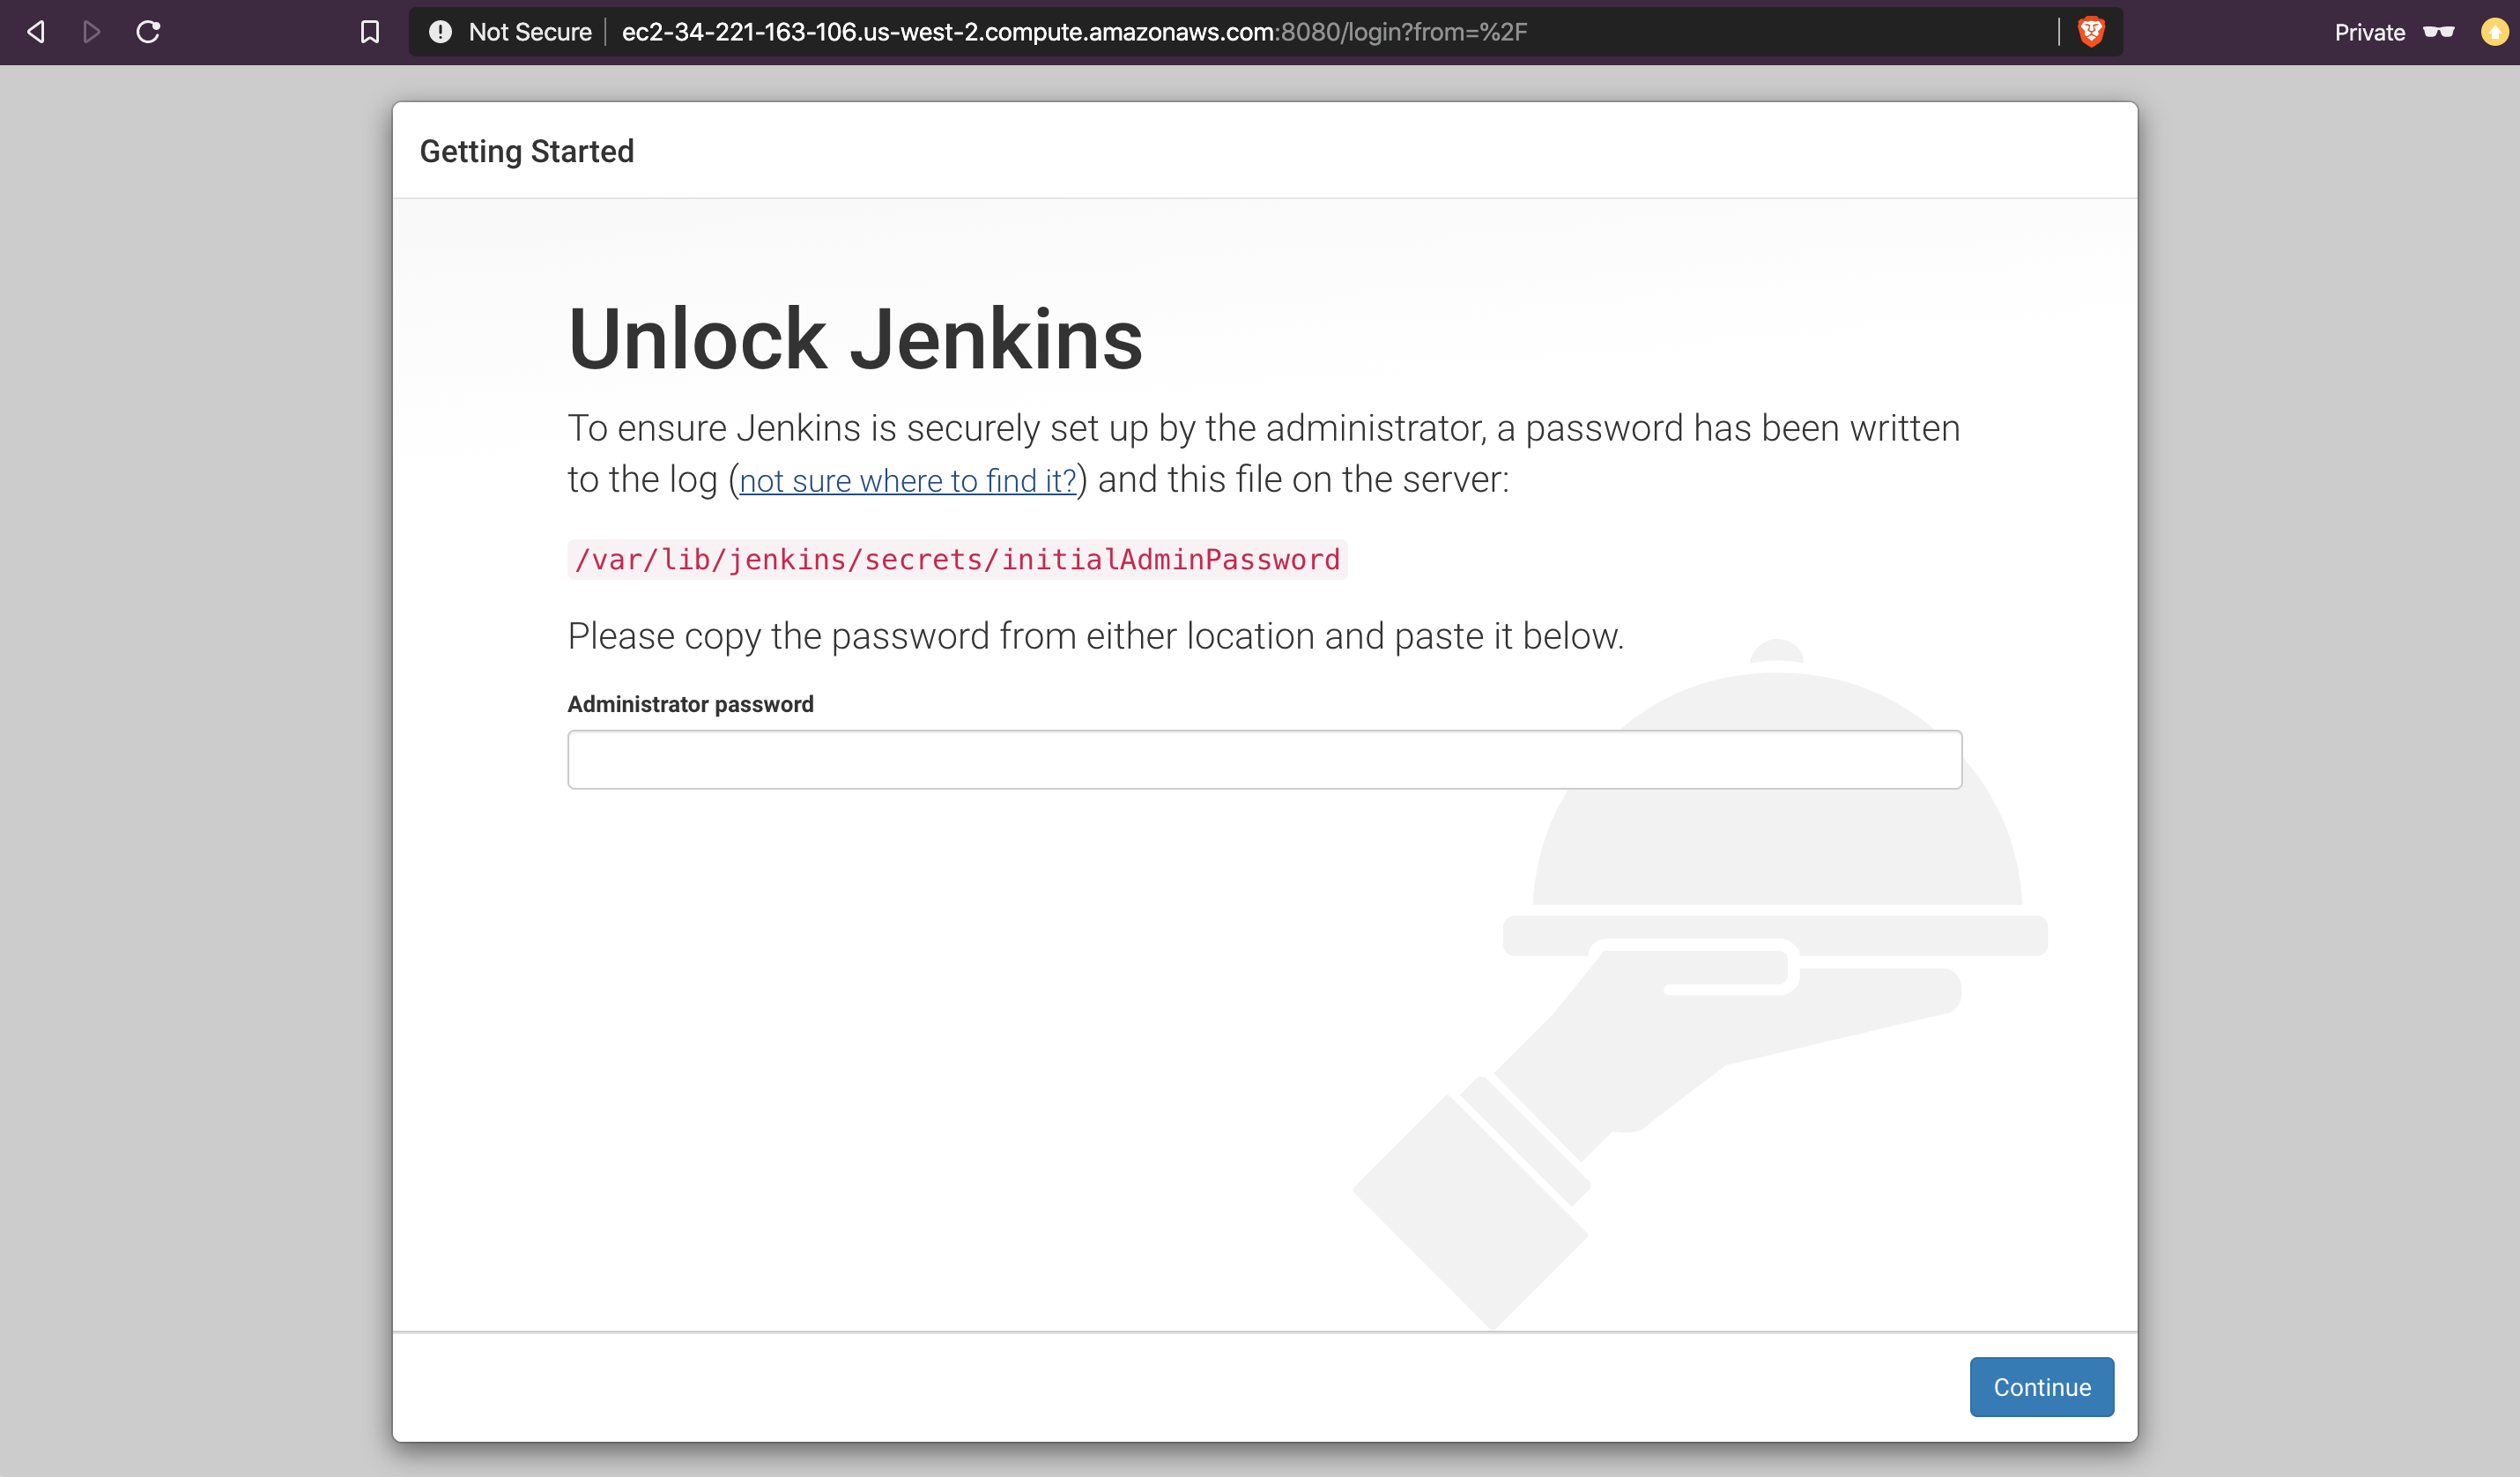 Not Secure ec2-34-221-163-106.us-west-2.compute.amazonaws.com:8080/login?from=%2F Private
Getting Started
Unlock Jenkins
To ensure Jenkins is securely set up by the administrator, a password has been written
to the log (not sure where to find it?) and this file on the server:
/var/lib/jenkins/secrets/initialAdminPassword
Please copy the password from either location and paste it below.
Administrator password
Continue